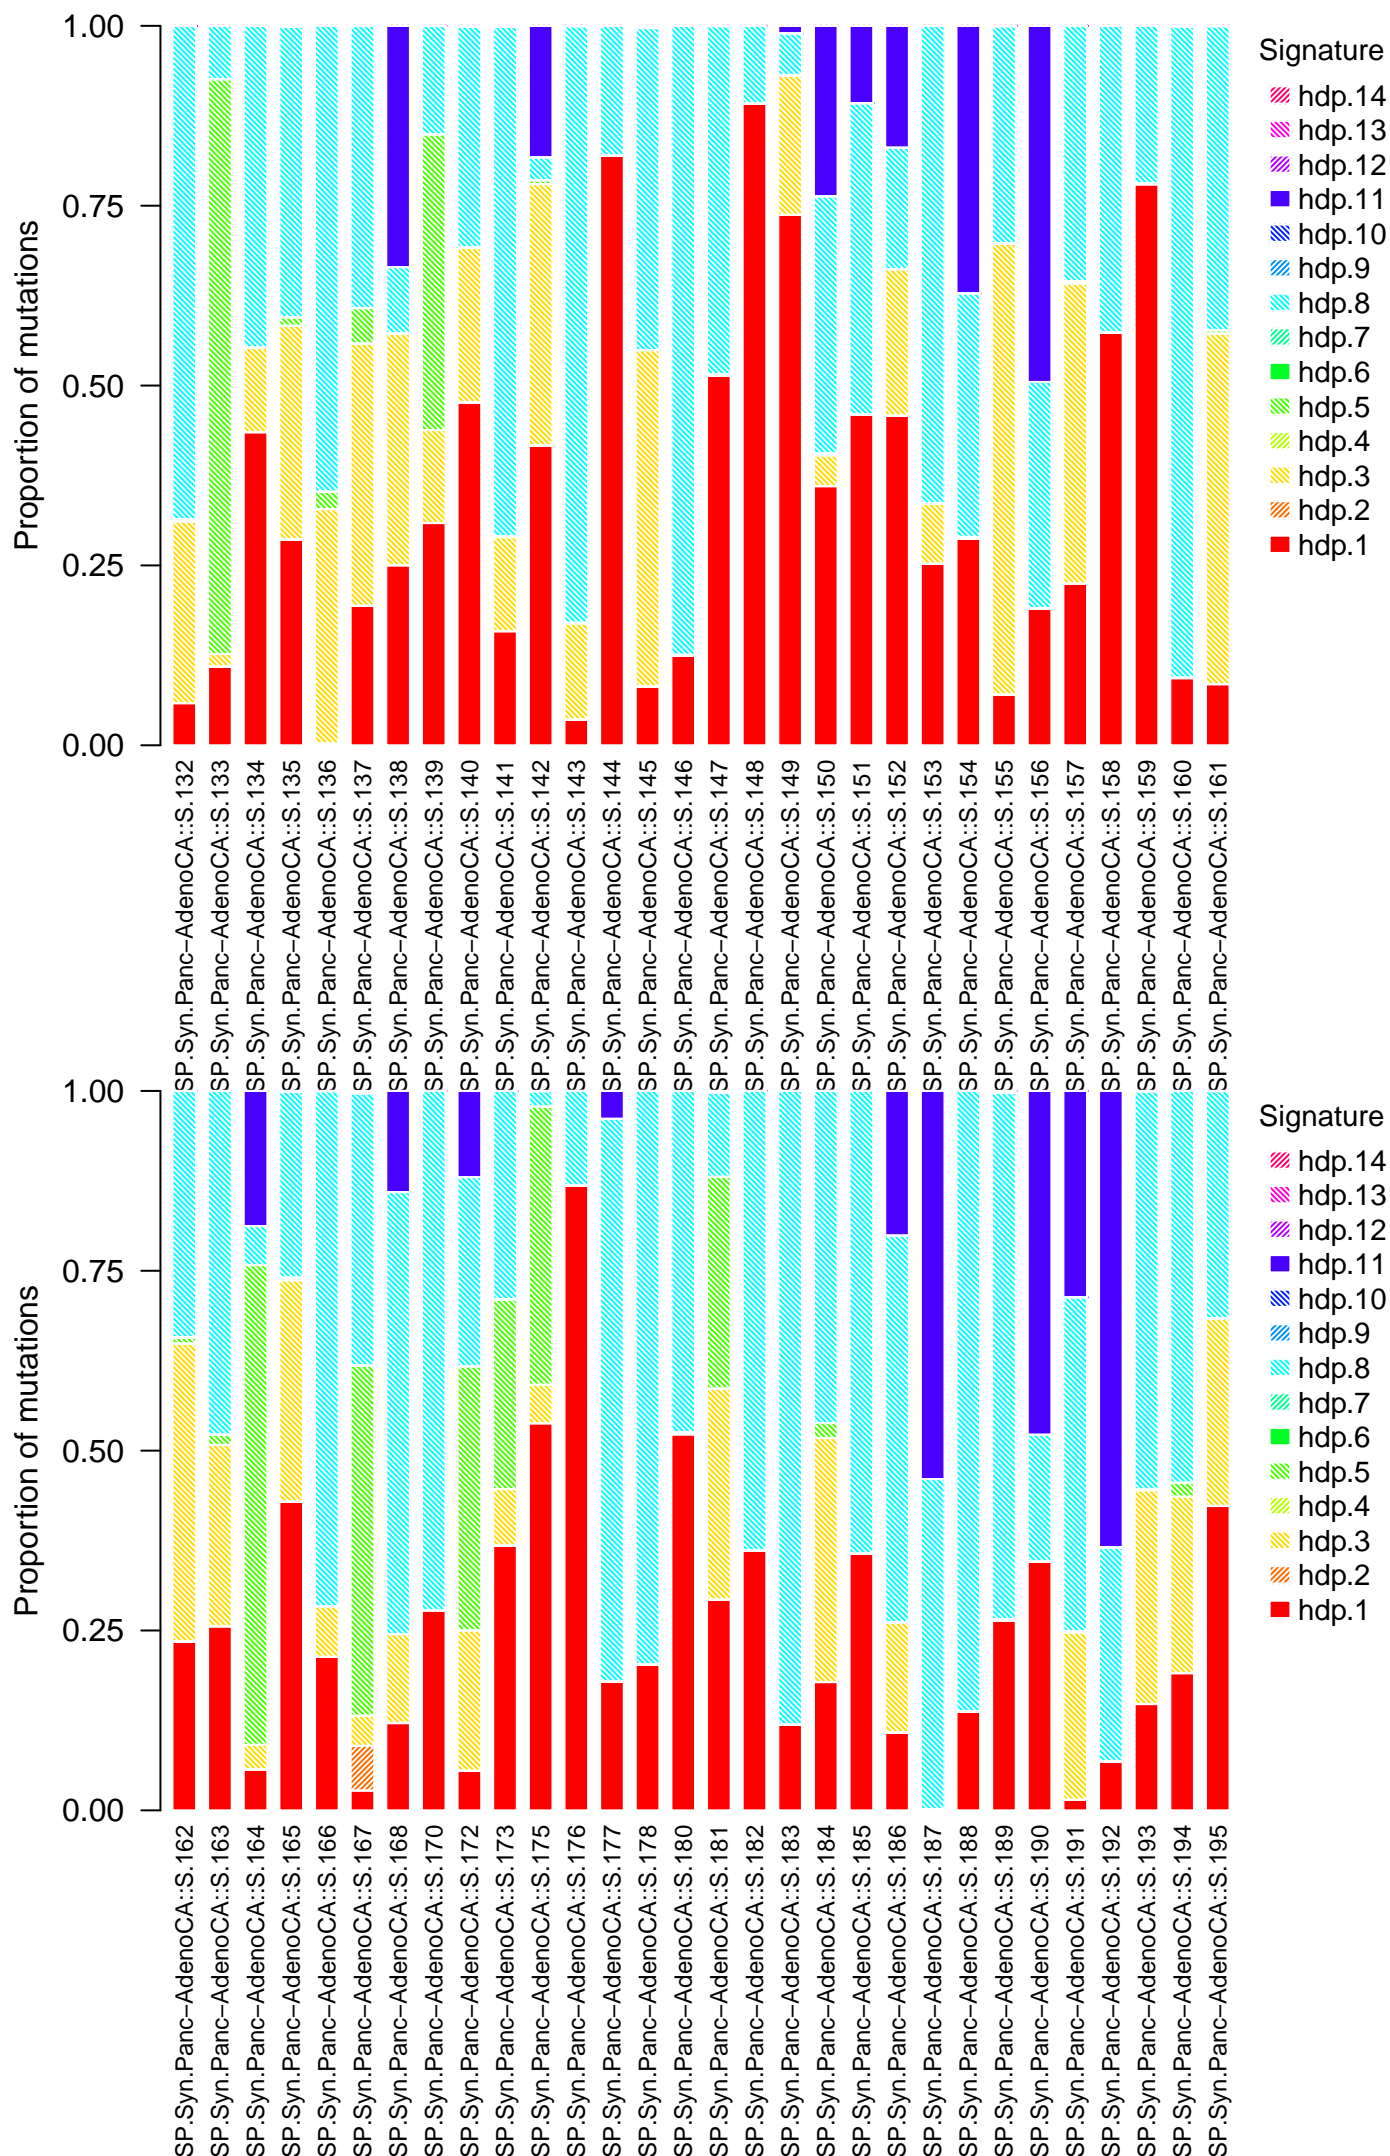 1.00
0.75
0.50
0.25
0.00
Proportion of mutations
SP.Syn.Panc−AdenoCA::S.132
SP.Syn.Panc−AdenoCA::S.133
SP.Syn.Panc−AdenoCA::S.134
SP.Syn.Panc−AdenoCA::S.135
SP.Syn.Panc−AdenoCA::S.136
SP.Syn.Panc−AdenoCA::S.137
SP.Syn.Panc−AdenoCA::S.138
SP.Syn.Panc−AdenoCA::S.139
SP.Syn.Panc−AdenoCA::S.140
SP.Syn.Panc−AdenoCA::S.141
SP.Syn.Panc−AdenoCA::S.142
SP.Syn.Panc−AdenoCA::S.143
SP.Syn.Panc−AdenoCA::S.144
SP.Syn.Panc−AdenoCA::S.145
SP.Syn.Panc−AdenoCA::S.146
SP.Syn.Panc−AdenoCA::S.147
SP.Syn.Panc−AdenoCA::S.148
SP.Syn.Panc−AdenoCA::S.149
SP.Syn.Panc−AdenoCA::S.150
SP.Syn.Panc−AdenoCA::S.151
SP.Syn.Panc−AdenoCA::S.152
SP.Syn.Panc−AdenoCA::S.153
SP.Syn.Panc−AdenoCA::S.154
SP.Syn.Panc−AdenoCA::S.155
SP.Syn.Panc−AdenoCA::S.156
SP.Syn.Panc−AdenoCA::S.157
SP.Syn.Panc−AdenoCA::S.158
SP.Syn.Panc−AdenoCA::S.159
SP.Syn.Panc−AdenoCA::S.160
SP.Syn.Panc−AdenoCA::S.161
Signature
hdp.14
hdp.13
hdp.12
hdp.11
hdp.10
hdp.9
hdp.8
hdp.7
hdp.6
hdp.5
hdp.4
hdp.3
hdp.2
hdp.1
1.00
0.75
0.50
0.25
0.00
Proportion of mutations
SP.Syn.Panc−AdenoCA::S.162
SP.Syn.Panc−AdenoCA::S.163
SP.Syn.Panc−AdenoCA::S.164
SP.Syn.Panc−AdenoCA::S.165
SP.Syn.Panc−AdenoCA::S.166
SP.Syn.Panc−AdenoCA::S.167
SP.Syn.Panc−AdenoCA::S.168
SP.Syn.Panc−AdenoCA::S.170
SP.Syn.Panc−AdenoCA::S.172
SP.Syn.Panc−AdenoCA::S.173
SP.Syn.Panc−AdenoCA::S.175
SP.Syn.Panc−AdenoCA::S.176
SP.Syn.Panc−AdenoCA::S.177
SP.Syn.Panc−AdenoCA::S.178
SP.Syn.Panc−AdenoCA::S.180
SP.Syn.Panc−AdenoCA::S.181
SP.Syn.Panc−AdenoCA::S.182
SP.Syn.Panc−AdenoCA::S.183
SP.Syn.Panc−AdenoCA::S.184
SP.Syn.Panc−AdenoCA::S.185
SP.Syn.Panc−AdenoCA::S.186
SP.Syn.Panc−AdenoCA::S.187
SP.Syn.Panc−AdenoCA::S.188
SP.Syn.Panc−AdenoCA::S.189
SP.Syn.Panc−AdenoCA::S.190
SP.Syn.Panc−AdenoCA::S.191
SP.Syn.Panc−AdenoCA::S.192
SP.Syn.Panc−AdenoCA::S.193
SP.Syn.Panc−AdenoCA::S.194
SP.Syn.Panc−AdenoCA::S.195
Signature
hdp.14
hdp.13
hdp.12
hdp.11
hdp.10
hdp.9
hdp.8
hdp.7
hdp.6
hdp.5
hdp.4
hdp.3
hdp.2
hdp.1